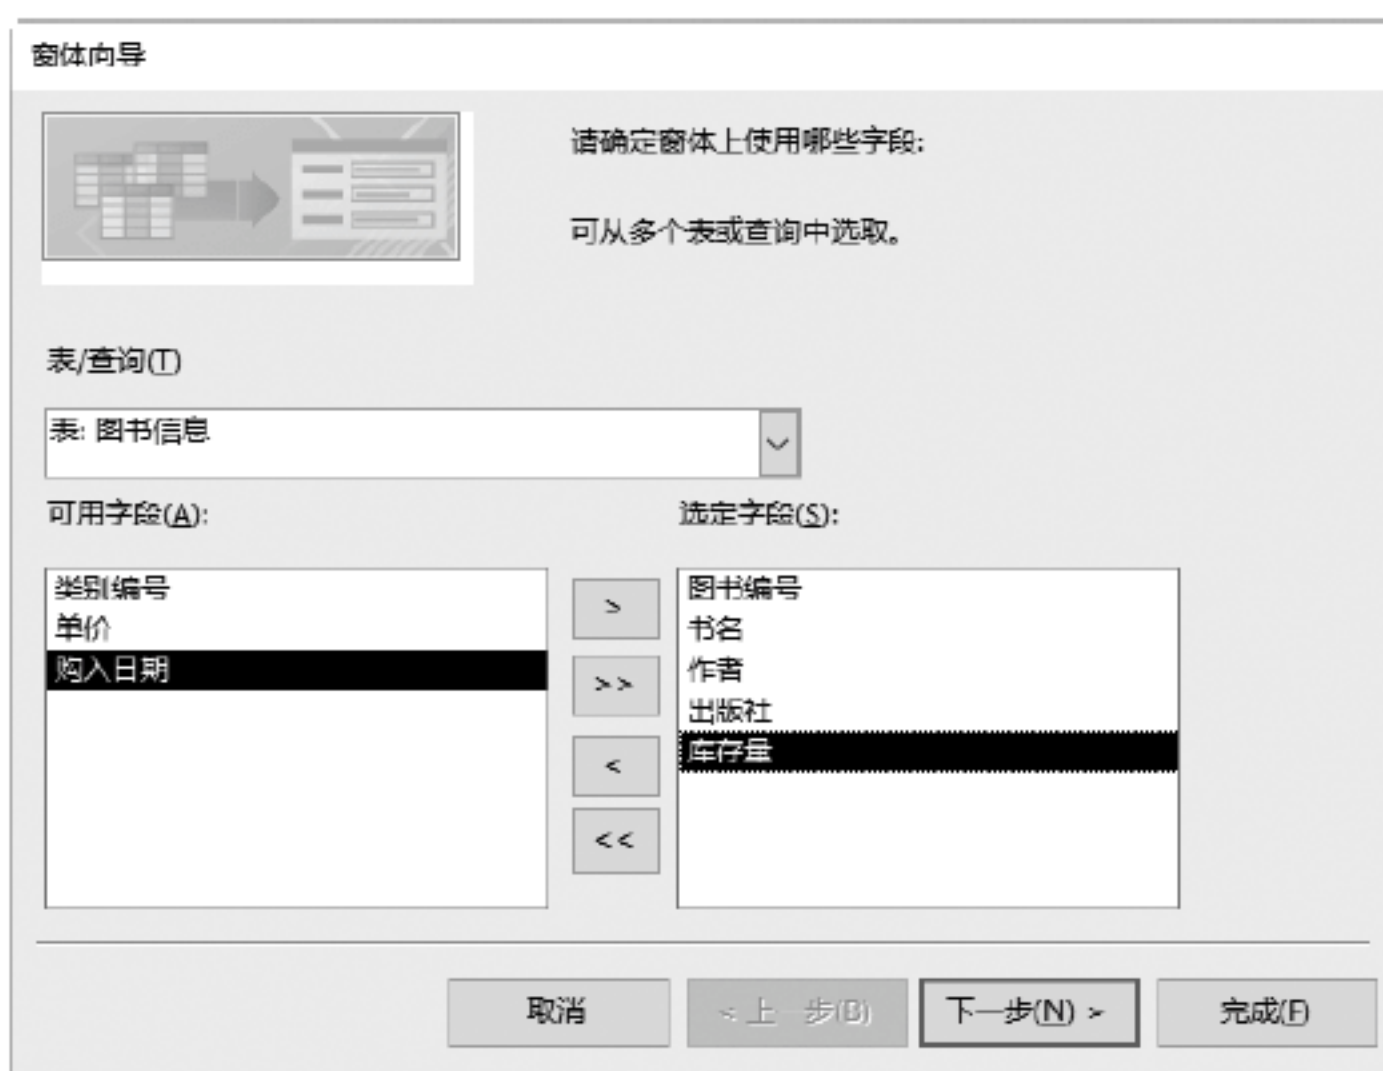 窗体向导
请确定窗体上使用哪些字段:
可从多个表或查询中选取。
表/查询(T)
表: 图书信息
可用字段(A):
选定字段(S):
类别编号
单价
购入日期
>
>>
<
<<
图书编号
书名
作者
出版社
库存量
取消
< 上一步(B)
下一步(N) >
完成(F)